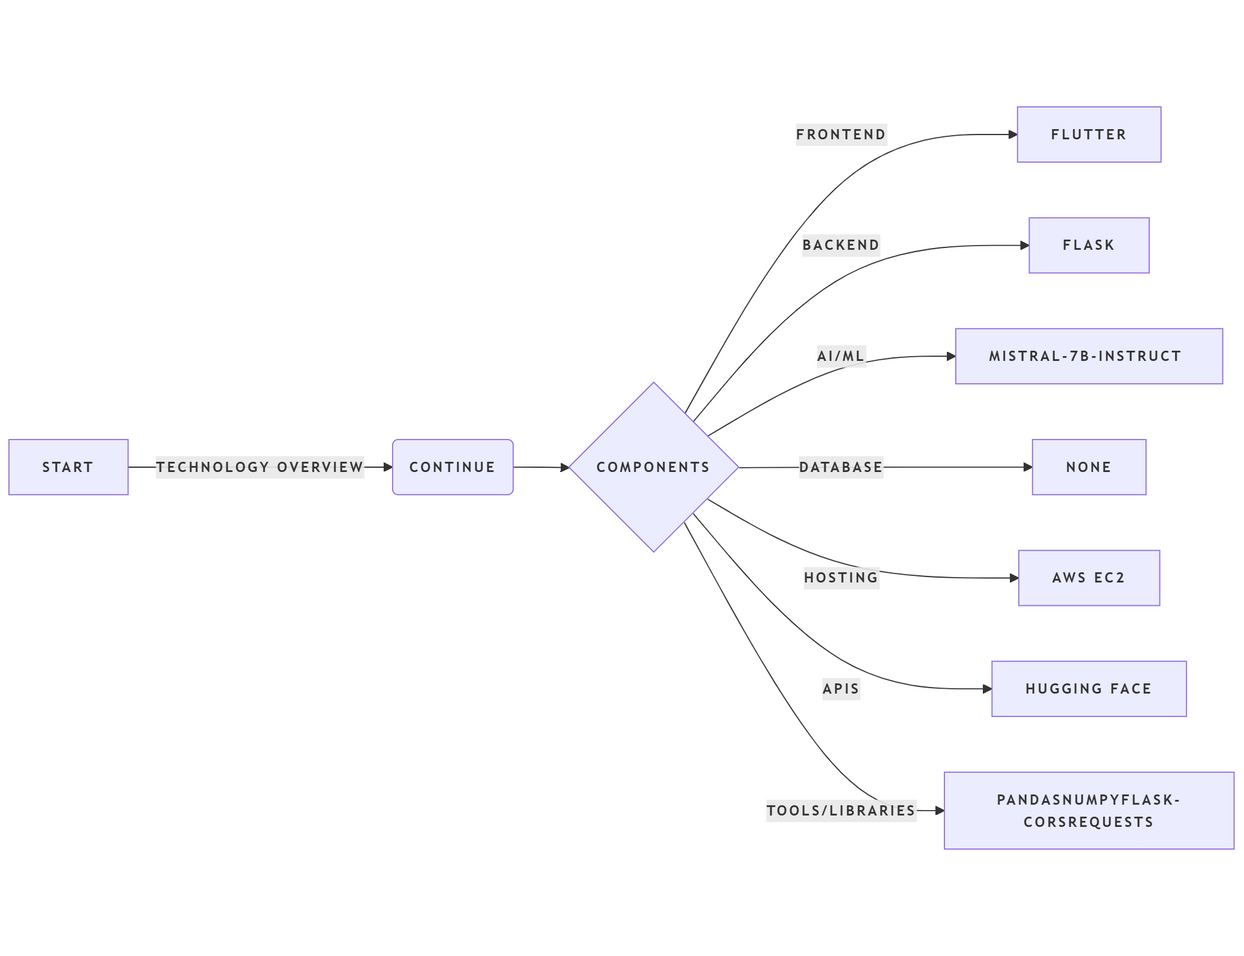 START
TECHNOLOGY OVERVIEW
CONTINUE
COMPONENTS
FRONTEND
FLUTTER
BACKEND
FLASK
AI/ML
MISTRAL-7B-INSTRUCT
DATABASE
NONE
HOSTING
AWS EC2
APIS
HUGGING FACE
TOOLS/LIBRARIES
PANDASNUMPYFLASK-
CORSREQUESTS